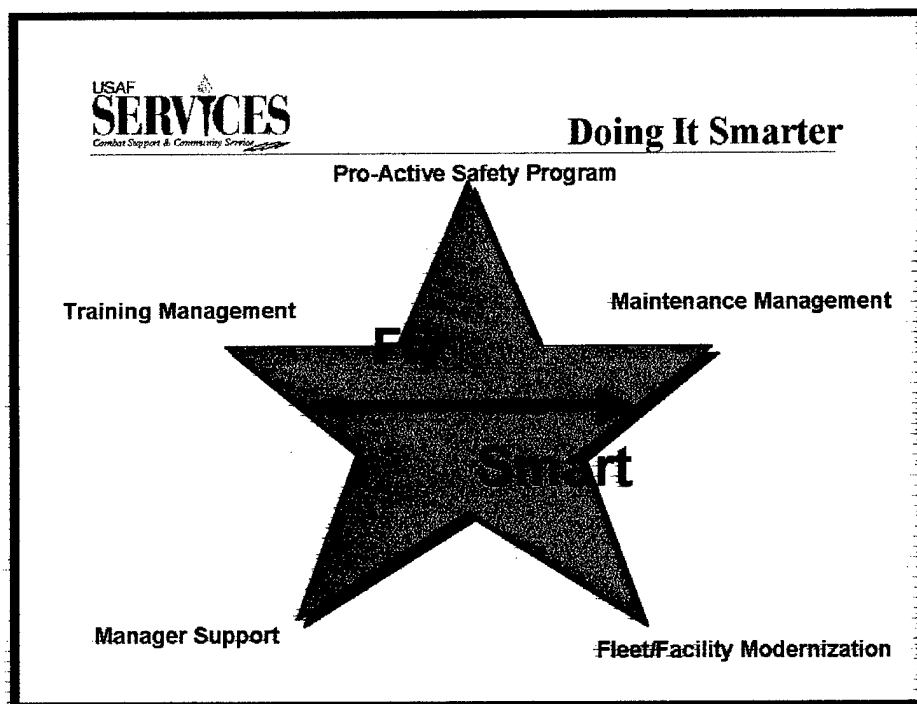 USAF
SERVICES
Combat Support & Community Service
Doing It Smarter
Pro-Active Safety Program
Training Management
Maintenance Management
Smart
Manager Support
Fleet/Facility Modernization